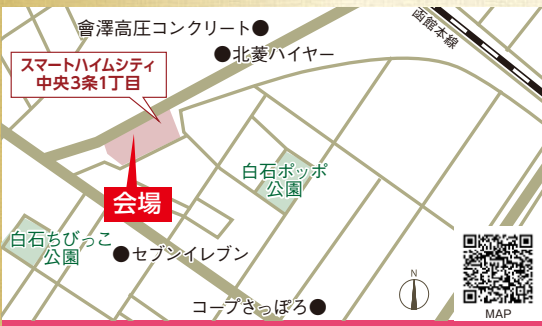 會澤高圧コンクリート●
●北菱ハイヤー
函館本線
スマートハイムシティ
中央3条1丁目
白石ポッポ
公園
会場
白石ちびっこ
公園
●セブンイレブン
コープさっぽろ●
N
MAP